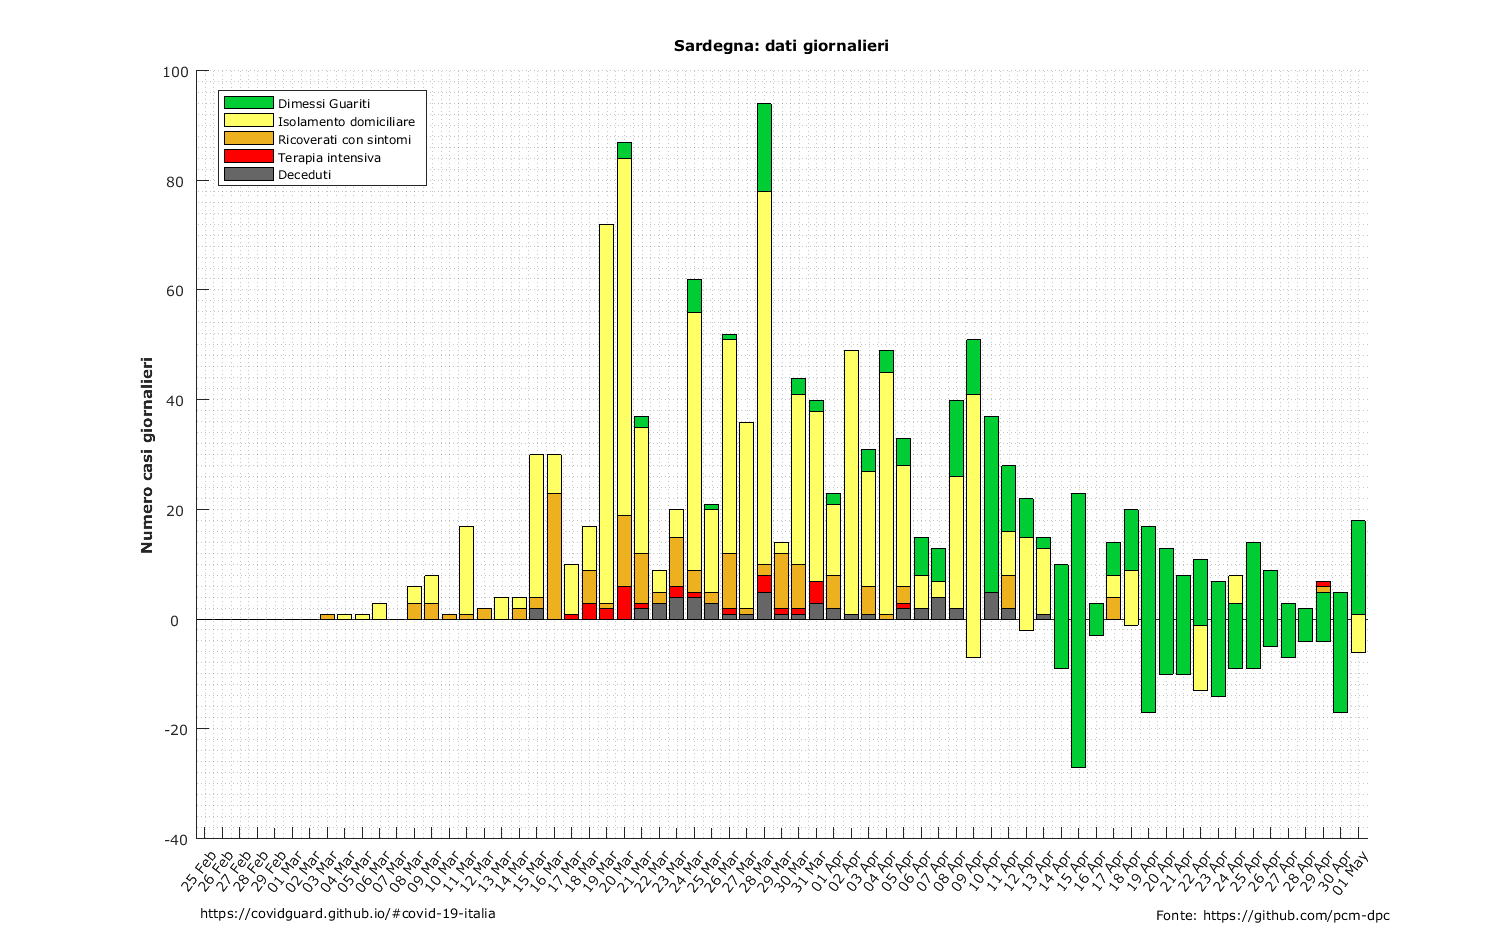 Sardegna: dati giornalieri
Numero casi giornalieri
100
80
60
40
20
0
-20
-40
Dimessi Guariti
Isolamento domiciliare
Ricoverati con sintomi
Terapia intensiva
Deceduti
25 Feb
26 Feb
27 Feb
28 Feb
29 Feb
01 Mar
02 Mar
03 Mar
04 Mar
05 Mar
06 Mar
07 Mar
08 Mar
09 Mar
10 Mar
11 Mar
12 Mar
13 Mar
14 Mar
15 Mar
16 Mar
17 Mar
18 Mar
19 Mar
20 Mar
21 Mar
22 Mar
23 Mar
24 Mar
25 Mar
26 Mar
27 Mar
28 Mar
29 Mar
30 Mar
31 Mar
01 Apr
02 Apr
03 Apr
04 Apr
05 Apr
06 Apr
07 Apr
08 Apr
09 Apr
10 Apr
11 Apr
12 Apr
13 Apr
14 Apr
15 Apr
16 Apr
17 Apr
18 Apr
19 Apr
20 Apr
21 Apr
22 Apr
23 Apr
24 Apr
25 Apr
26 Apr
27 Apr
28 Apr
29 Apr
30 Apr
01 May
https://covidguard.github.io/#covid-19-italia
Fonte: https://github.com/pcm-dpc